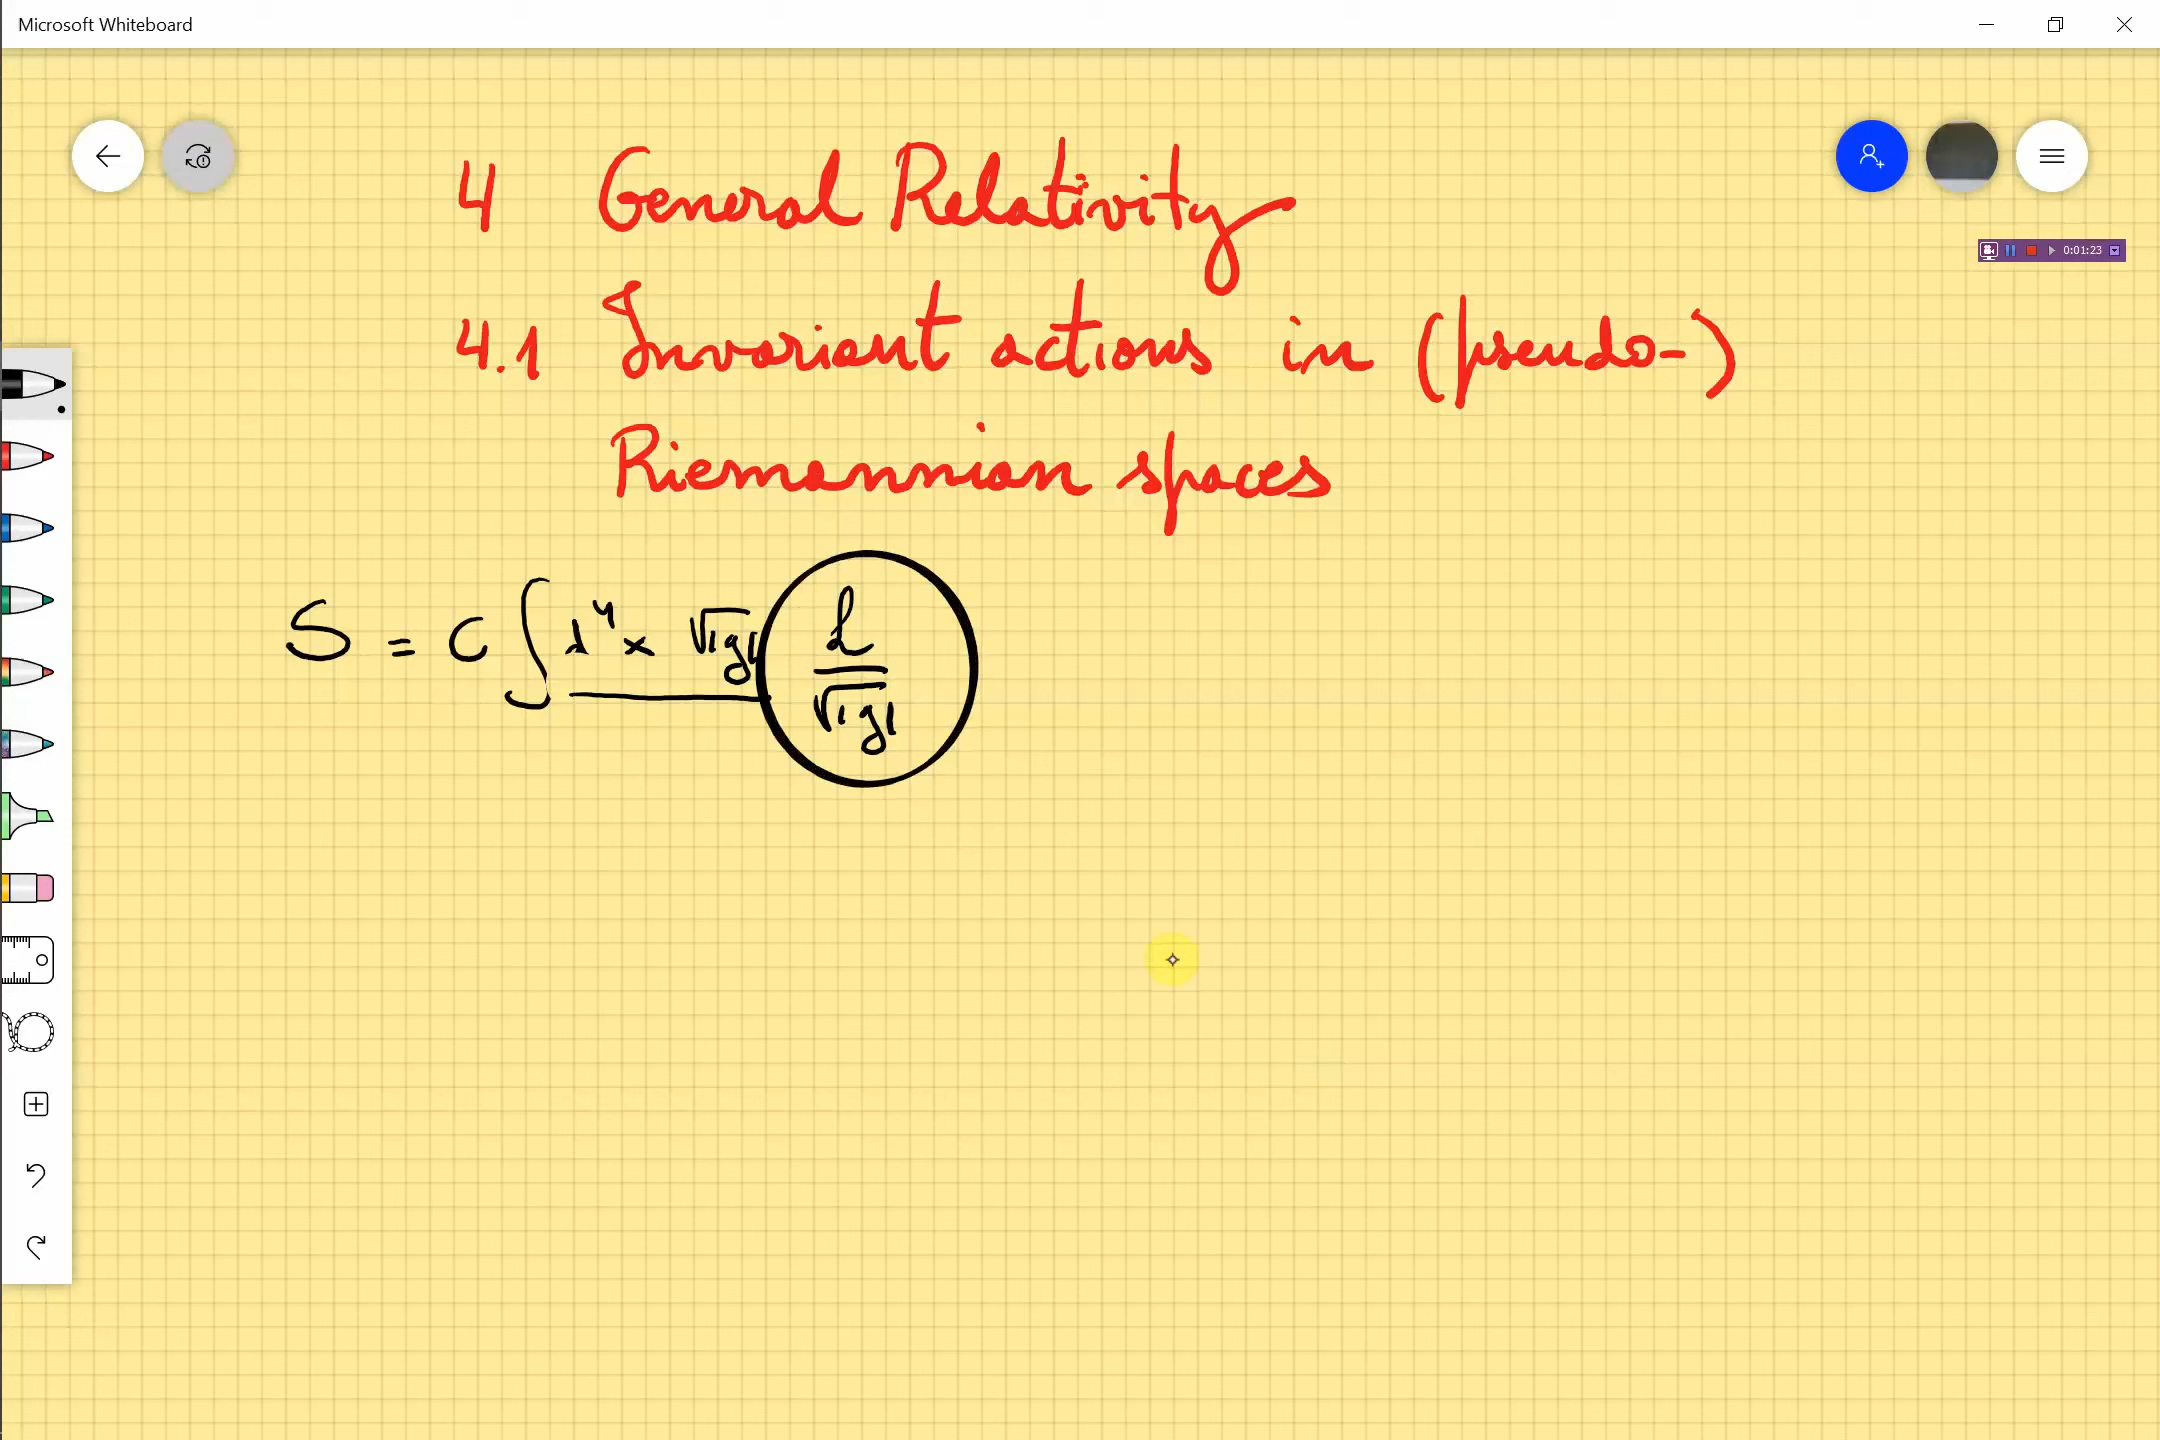 Microsoft Whiteboard
0:01:23
4 General Relativity
4.1 Invariant actions in (pseudo-)
Riemannian spaces
S = C ∫ d⁴x √|g| ℒ/√|g|